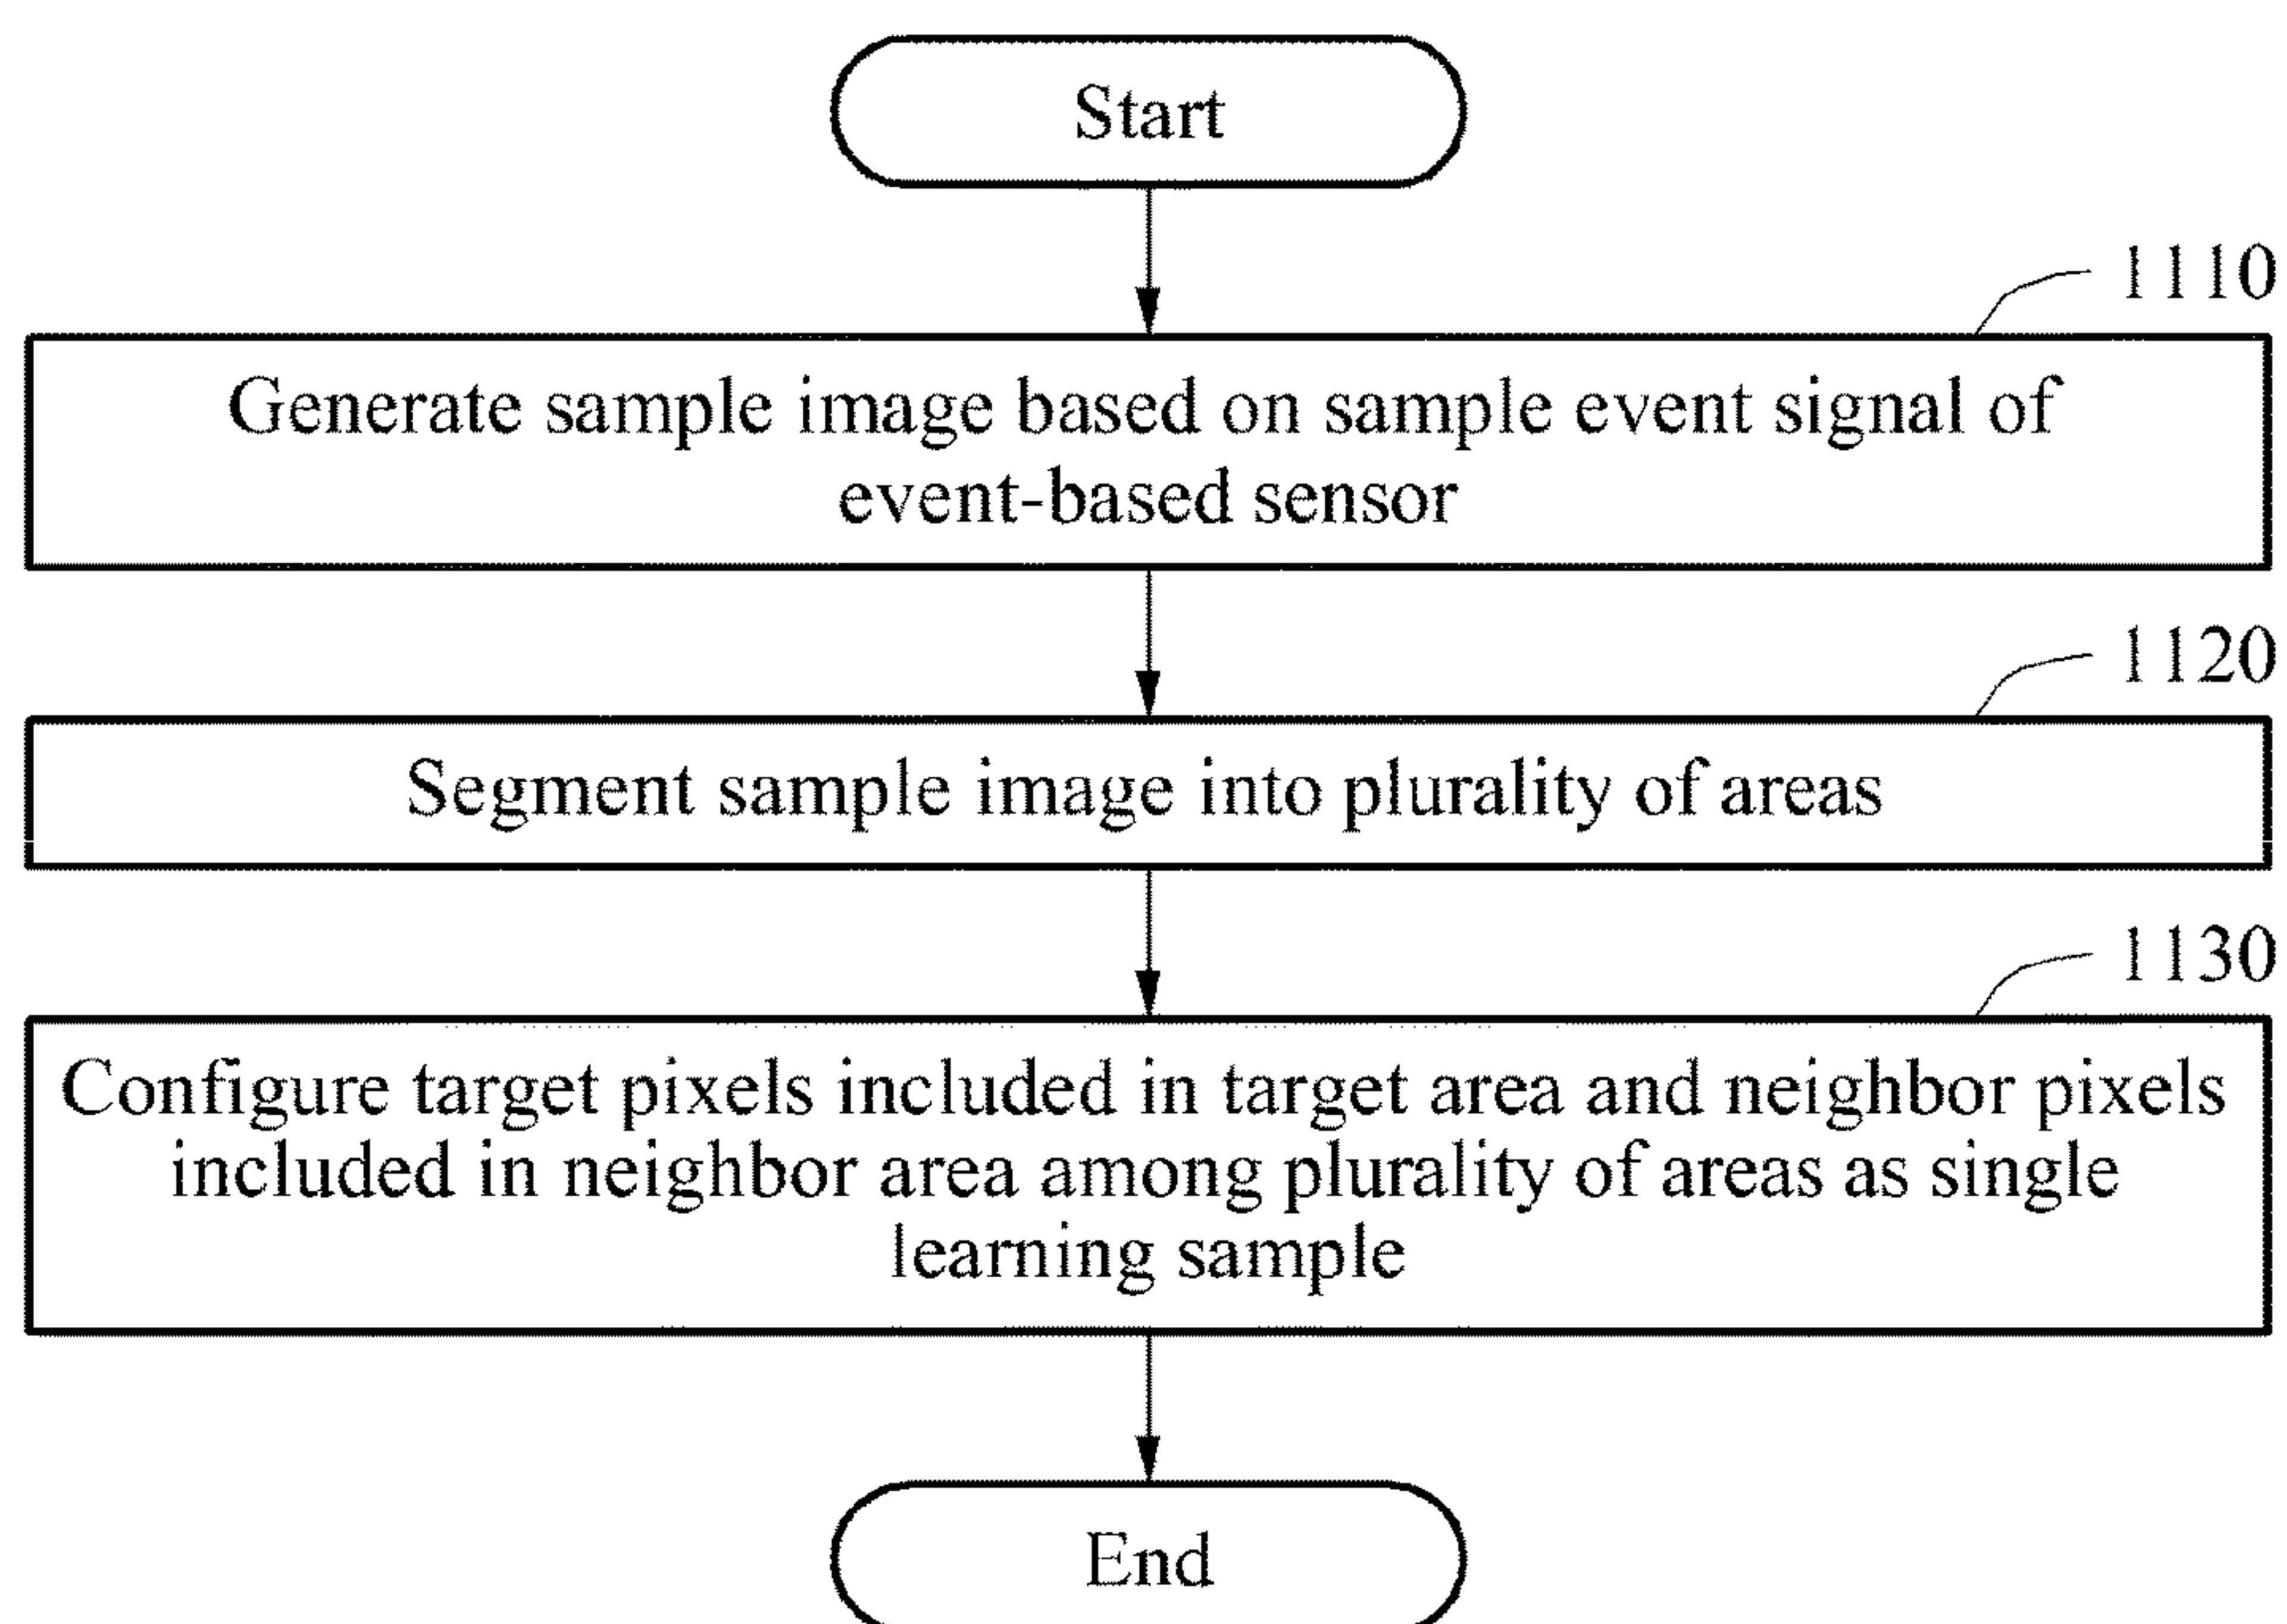 Start
1110
Generate sample image based on sample event signal of
event-based sensor
1120
Segment sample image into plurality of areas
1130
Configure target pixels included in target area and neighbor pixels
included in neighbor area among plurality of areas as single
learning sample
End